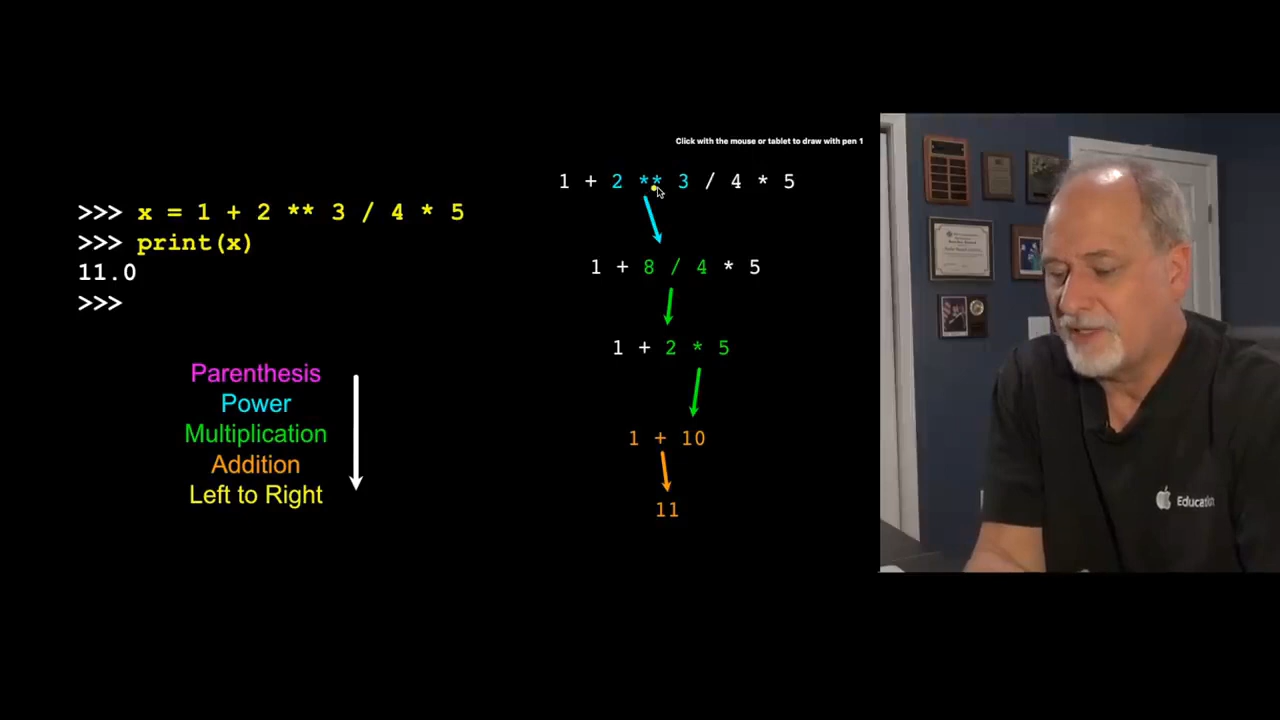 Click with the mouse or tablet to draw with pen 1
>>> x = 1 + 2 ** 3 / 4 * 5
>>> print(x)
11.0
>>>
Parenthesis
Power
Multiplication
Addition
Left to Right
1 + 2 ** 3 / 4 * 5
1 + 8 / 4 * 5
1 + 2 * 5
1 + 10
11
Education